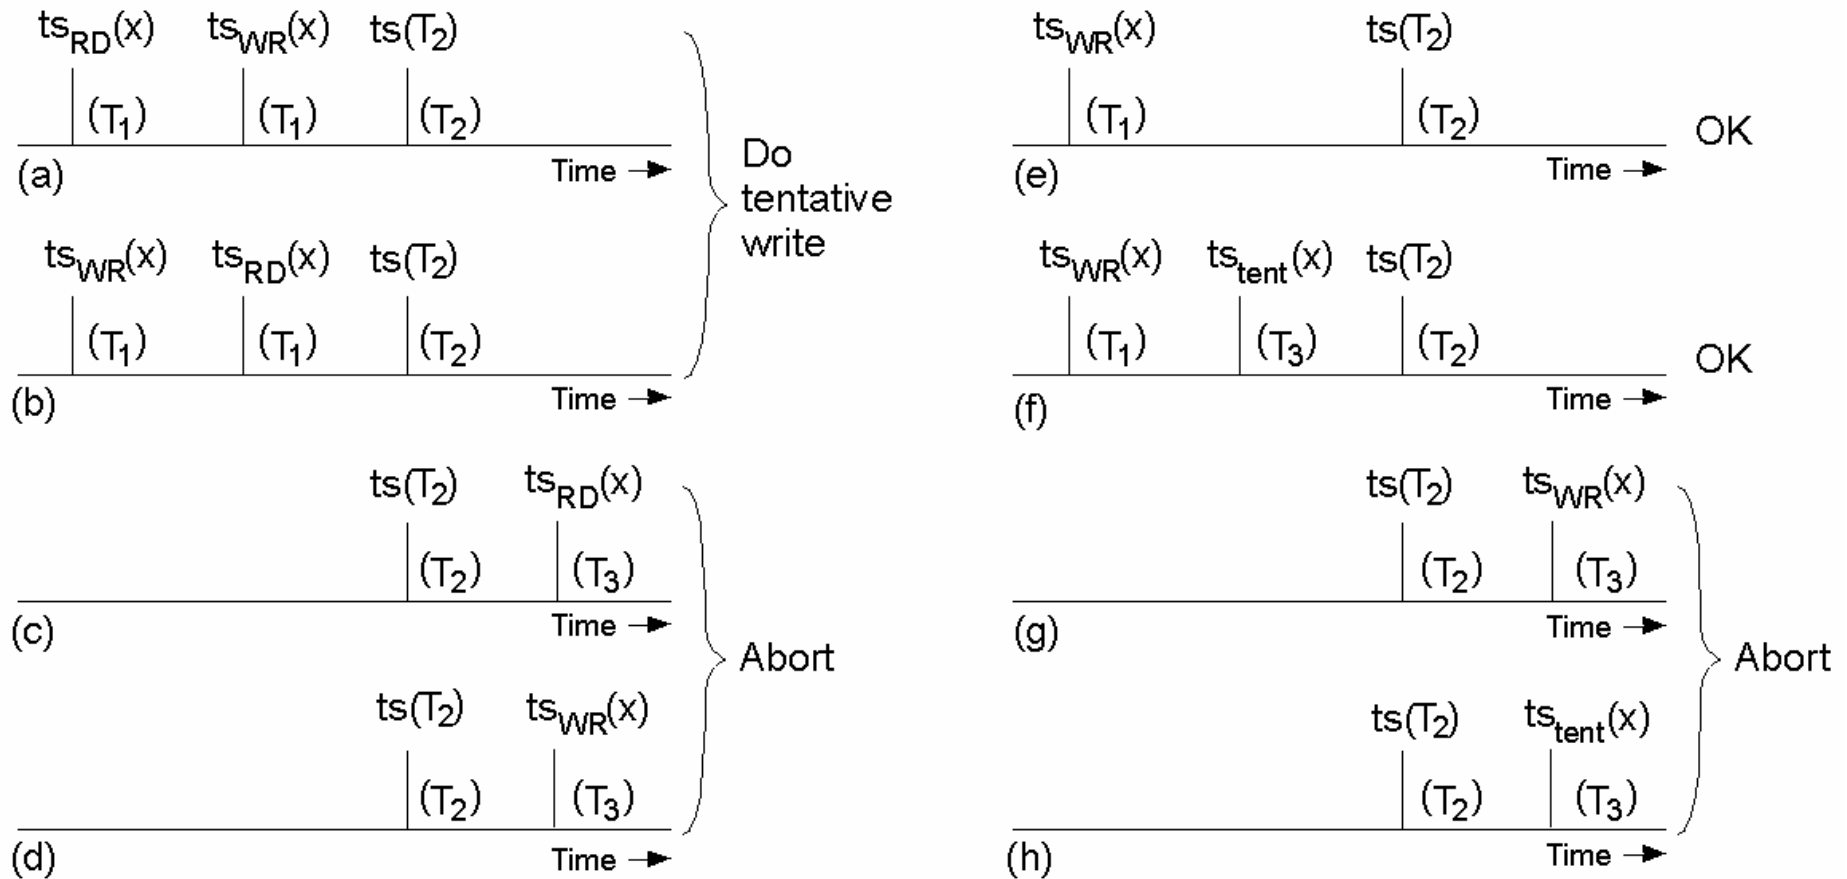 ts_RD(x) ts_WR(x) ts(T_2)
(T_1) (T_1) (T_2)
Time
(a)
ts_WR(x) ts_RD(x) ts(T_2)
(T_1) (T_1) (T_2)
Time
(b)
Do
tentative
write
ts(T_2) ts_RD(x)
(T_2) (T_3)
Time
(c)
ts(T_2) ts_WR(x)
(T_2) (T_3)
Time
(d)
Abort
ts_WR(x) ts(T_2)
(T_1) (T_2)
OK
Time
(e)
ts_WR(x) ts_tent(x) ts(T_2)
(T_1) (T_3) (T_2)
OK
Time
(f)
ts(T_2) ts_WR(x)
(T_2) (T_3)
Time
(g)
ts(T_2) ts_tent(x)
(T_2) (T_3)
Time
(h)
Abort